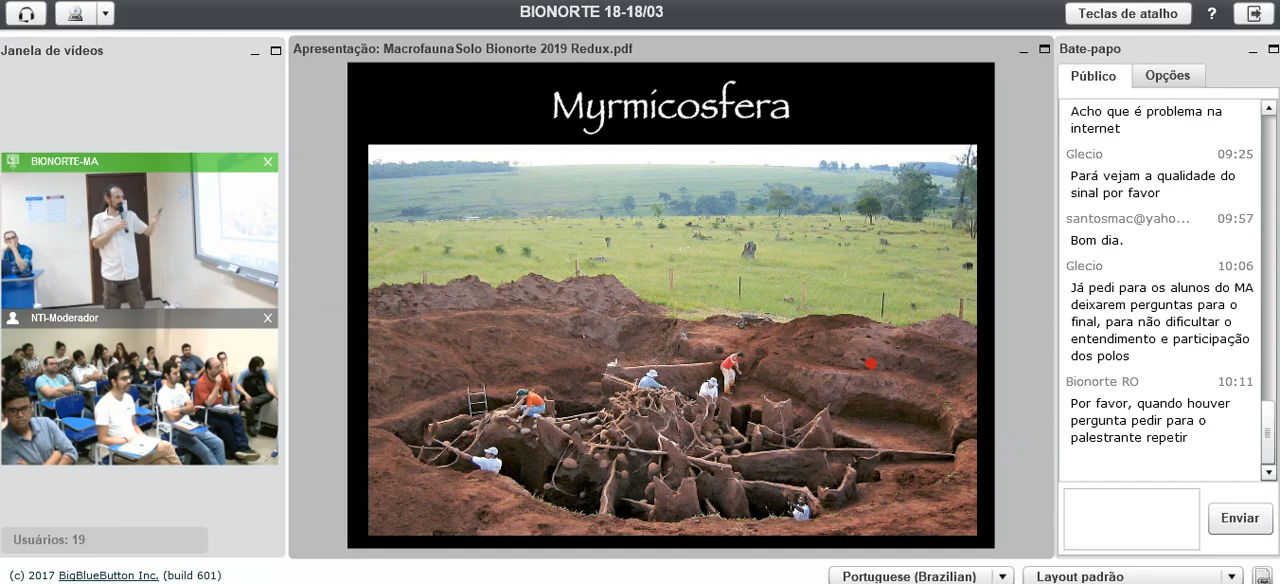 BIONORTE 18-18/03
Teclas de atalho
?
Janela de vídeos
BIONORTE-MA
NTI-Moderador
Usuários: 19
Apresentação: MacrofaunaSolo Bionorte 2019 Redux.pdf
Myrmicosfera
Bate-papo
Público
Opções
Acho que é problema na
internet
Glecio 09:25
Pará vejam a qualidade do
sinal por favor
santosmac@yaho... 09:57
Bom dia.
Glecio 10:06
Já pedi para os alunos do MA
deixarem perguntas para o
final, para não dificultar o
entendimento e participação
dos polos
Bionorte RO 10:11
Por favor, quando houver
pergunta pedir para o
palestrante repetir
Enviar
(c) 2017 BigBlueButton Inc. (build 601)
Portuguese (Brazilian)
Layout padrão